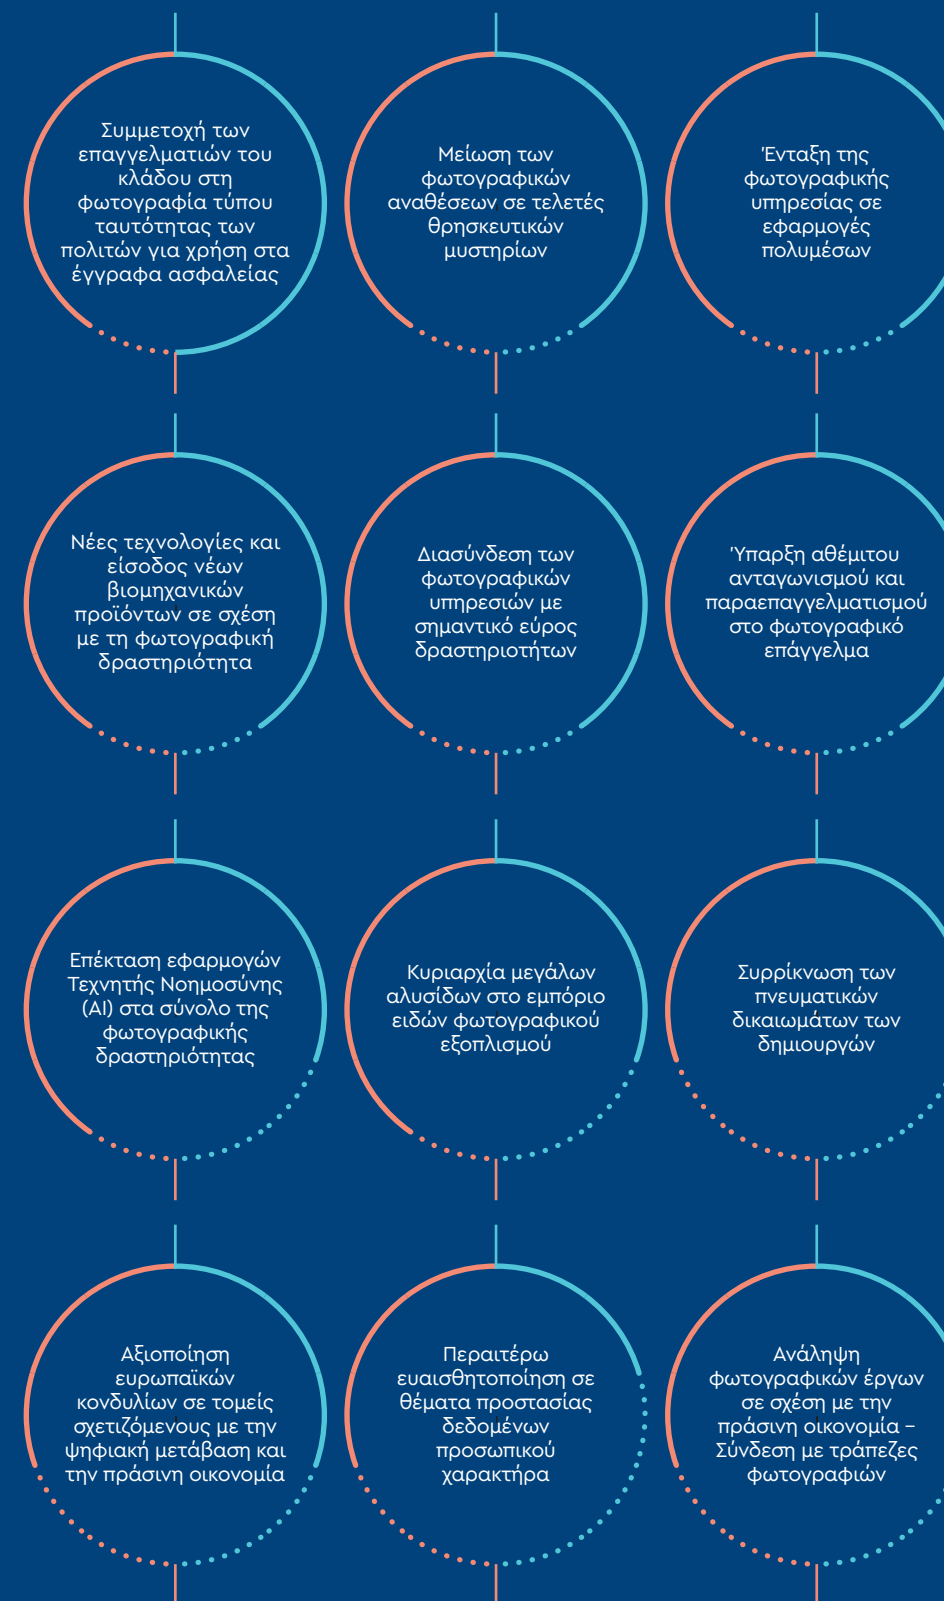 Συμμετοχή των
επαγγελματιών του
κλάδου στη
φωτογραφία τύπου
ταυτότητας των
πολιτών για χρήση στα
έγγραφα ασφαλείας
Μείωση των
φωτογραφικών
αναθέσεων σε τελετές
θρησκευτικών
μυστηρίων
Ένταξη της
φωτογραφικής
υπηρεσίας σε
εφαρμογές
πολυμέσων
Νέες τεχνολογίες και
είσοδος νέων
βιομηχανικών
προϊόντων σε σχέση
με τη φωτογραφική
δραστηριότητα
Διασύνδεση των
φωτογραφικών
υπηρεσιών με
σημαντικό εύρος
δραστηριοτήτων
Ύπαρξη αθέμιτου
ανταγωνισμού και
παραεπαγγελματισμού
στο φωτογραφικό
επάγγελμα
Επέκταση εφαρμογών
Τεχνητής Νοημοσύνης
(AI) στα σύνολο της
φωτογραφικής
δραστηριότητας
Κυριαρχία μεγάλων
αλυσίδων στο εμπόριο
ειδών φωτογραφικού
εξοπλισμού
Συρρίκνωση των
πνευματικών
δικαιωμάτων των
δημιουργών
Αξιοποίηση
ευρωπαϊκών
κονδυλίων σε τομείς
σχετιζόμενους με την
ψηφιακή μετάβαση και
την πράσινη οικονομία
Περαιτέρω
ευαισθητοποίηση σε
θέματα προστασίας
δεδομένων
προσωπικού
χαρακτήρα
Ανάληψη
φωτογραφικών έργων
σε σχέση με την
πράσινη οικονομία –
Σύνδεση με τράπεζες
φωτογραφιών